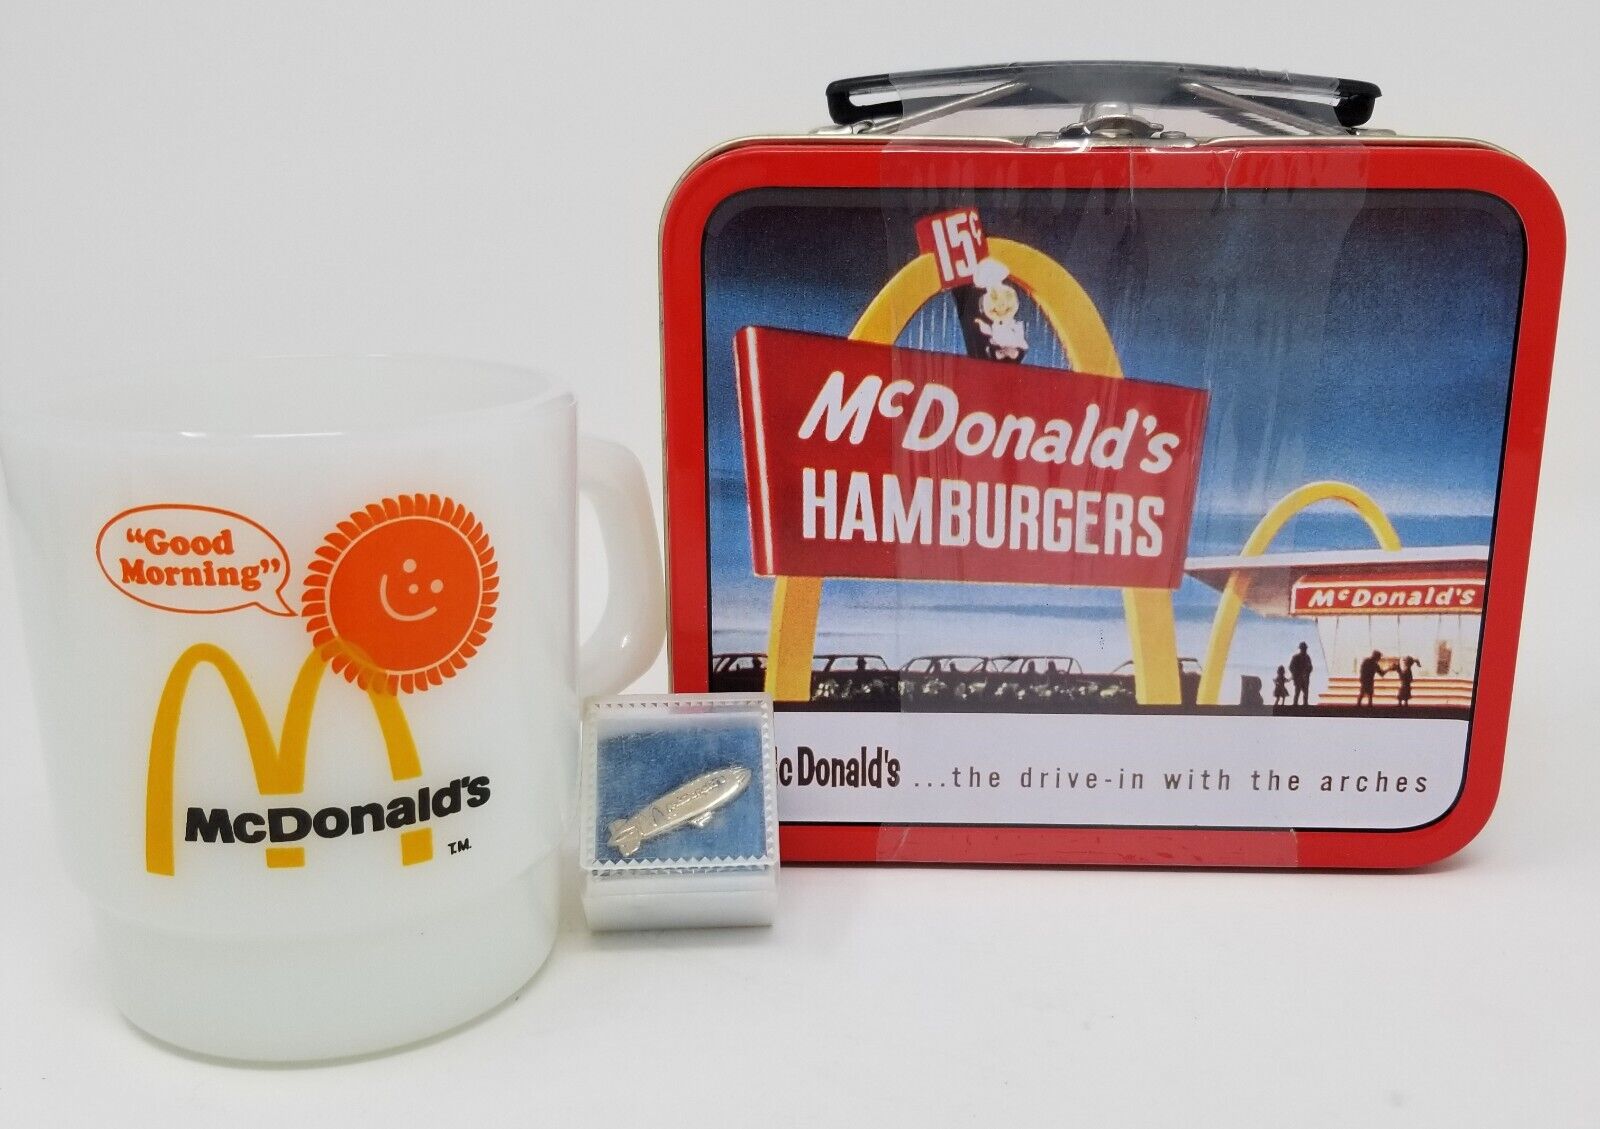 “Good
Morning”
McDonald's
T.M.
15¢
McDonald's
HAMBURGERS
McDonald's
cDonald's ...the drive-in with the arches